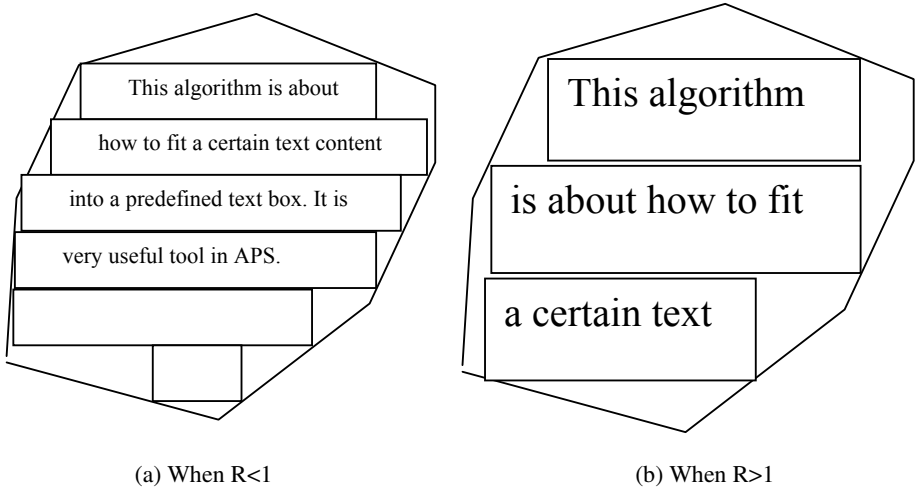 This algorithm is about
how to fit a certain text content
into a predefined text box. It is
very useful tool in APS.
(a) When R<1
This algorithm
is about how to fit
a certain text
(b) When R>1